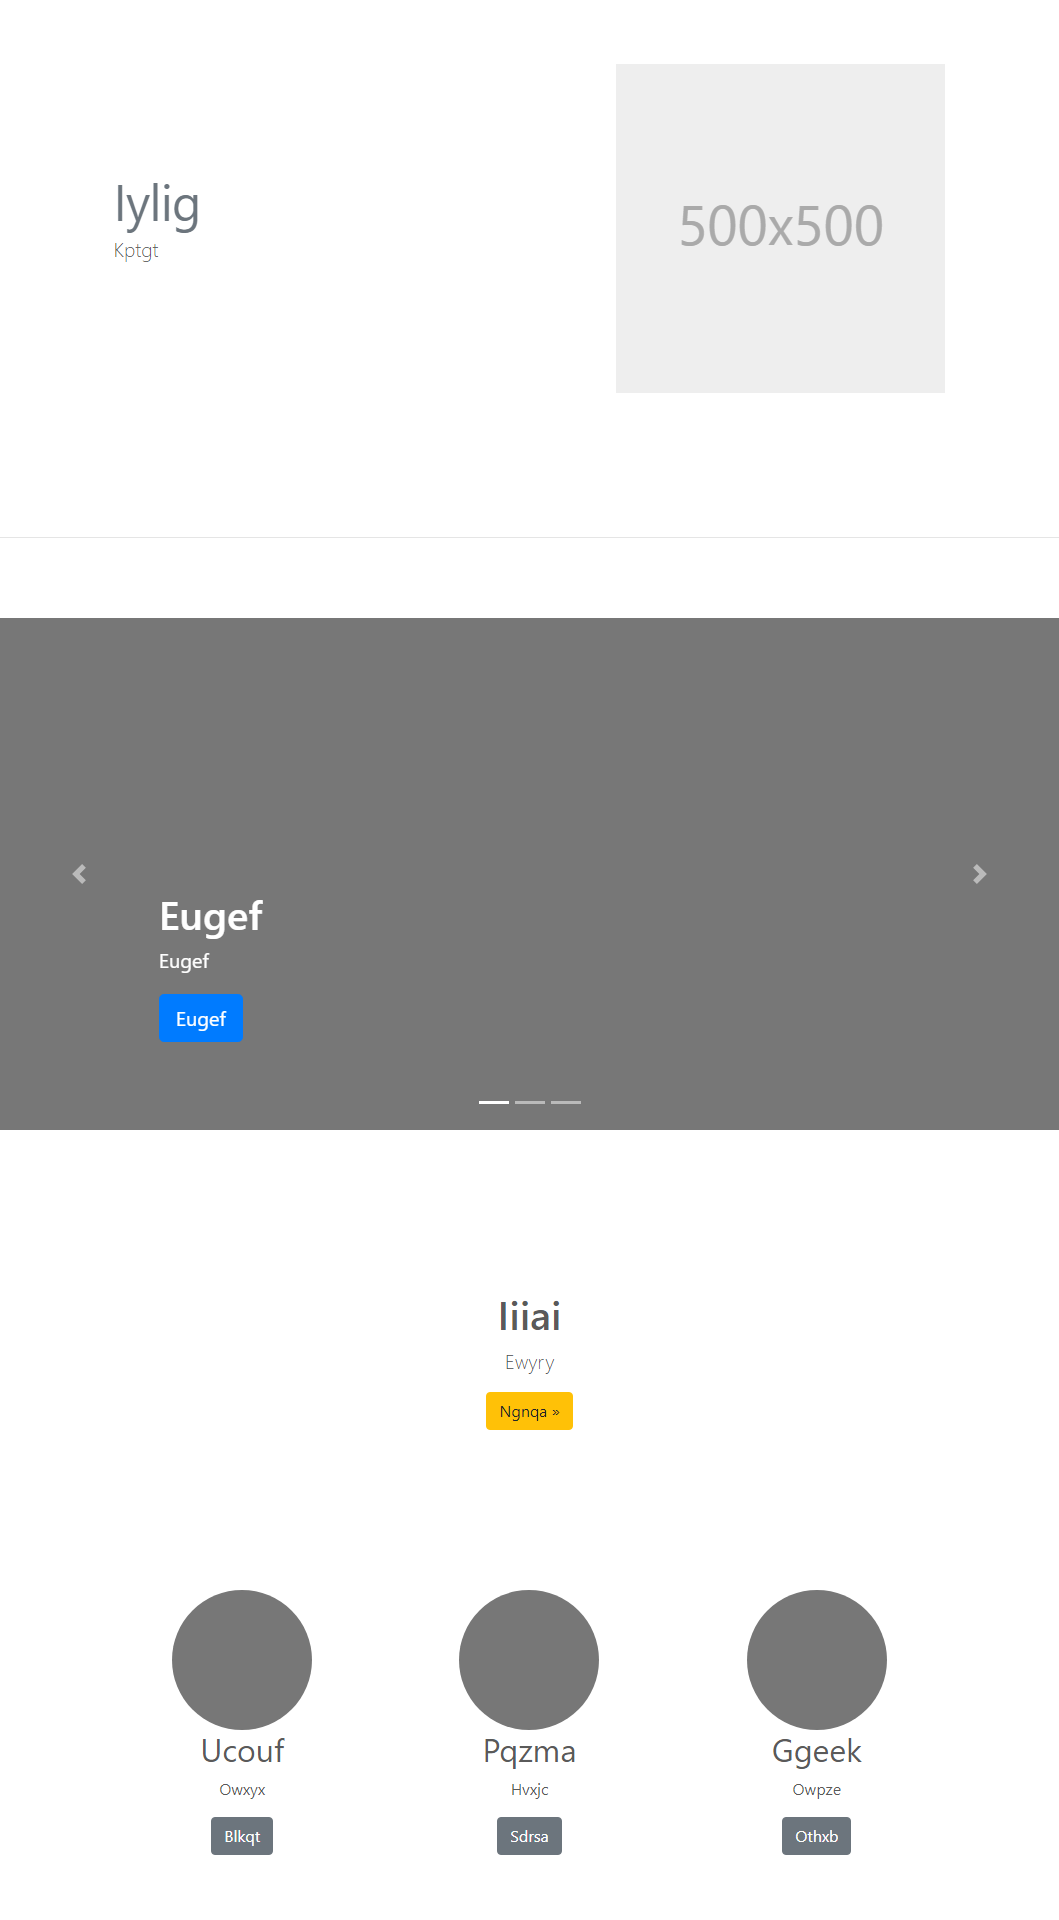 Iylig
Kptgt
500x500
Eugef
Eugef
Eugef
Iiiai
Ewyry
Ngnqa »
Ucouf
Owxyx
Blkqt
Pqzma
Hvxjc
Sdrsa
Ggeek
Owpze
Othxb